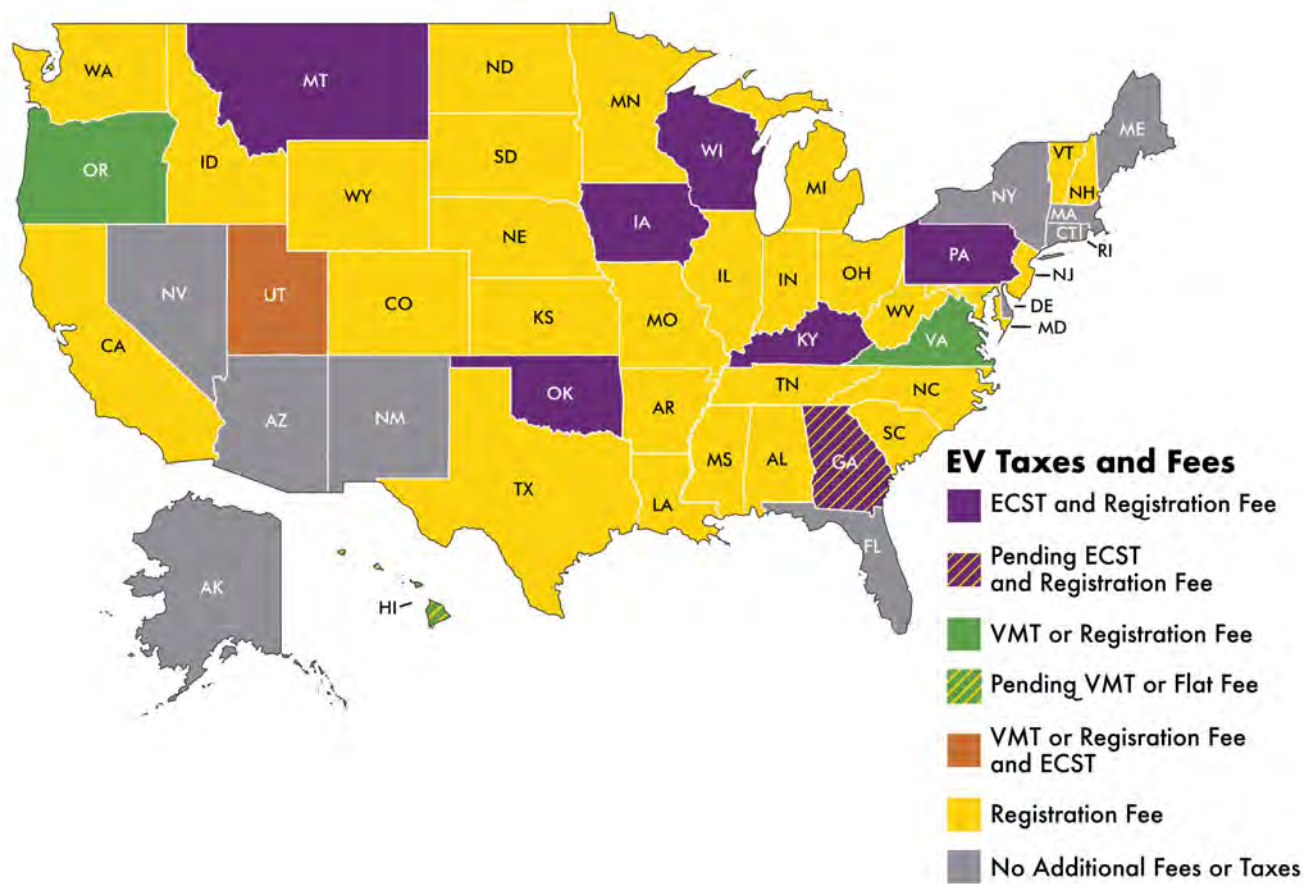 WA
MT
ND
MN
ME
OR
ID
SD
WI
VT
NH
WY
MI
NY
MA
CT
RI
IA
NE
PA
NJ
NV
UT
CO
IL
IN
OH
DE
MD
CA
KS
MO
WV
VA
KY
AZ
NM
OK
AR
TN
NC
SC
MS
AL
GA
TX
LA
FL
AK
HI
EV Taxes and Fees
ECST and Registration Fee
Pending ECST
and Registration Fee
VMT or Registration Fee
Pending VMT or Flat Fee
VMT or Regisration Fee
and ECST
Registration Fee
No Additional Fees or Taxes